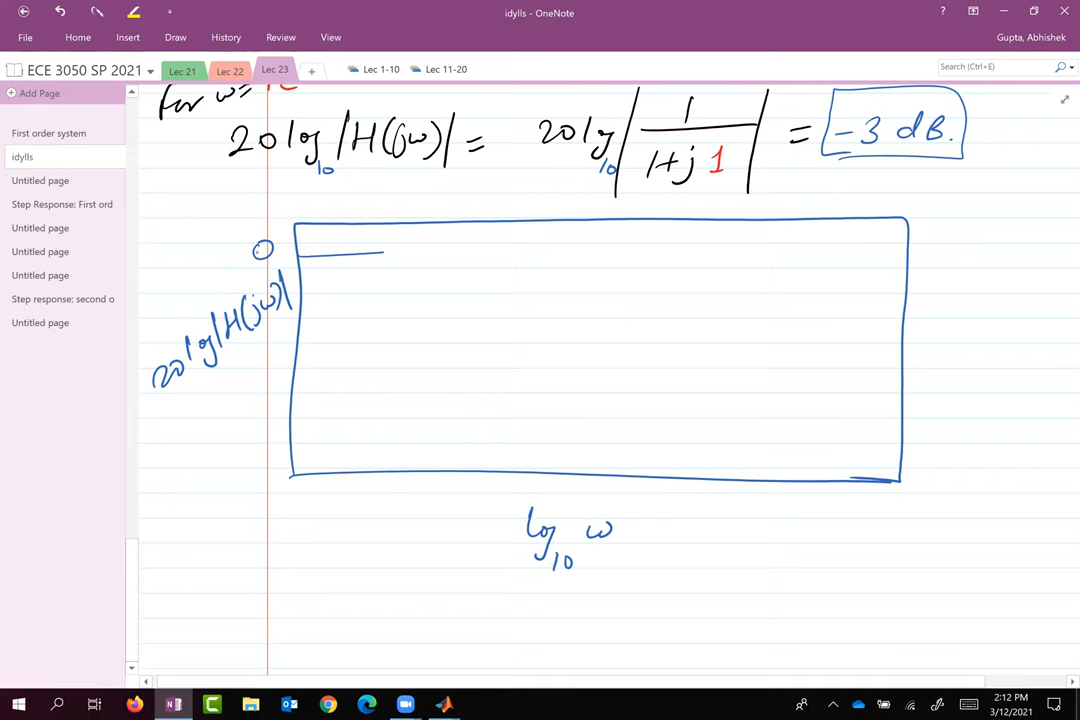 idylls - OneNote
File Home Insert Draw History Review View
Gupta, Abhishek
ECE 3050 SP 2021
Lec 21
Lec 22
Lec 23
Lec 1-10
Lec 11-20
Search (Ctrl+E)
Add Page
First order system
idylls
Untitled page
Step Response: First ord
Untitled page
Untitled page
Untitled page
Step response: second o
Untitled page
for ω=
20 log₁₀ |H(jω)| = 20 log₁₀ | 1 / 1+j 1 | = -3 dB.
0
20 log |H(jω)|
log₁₀ ω
2:12 PM
3/12/2021